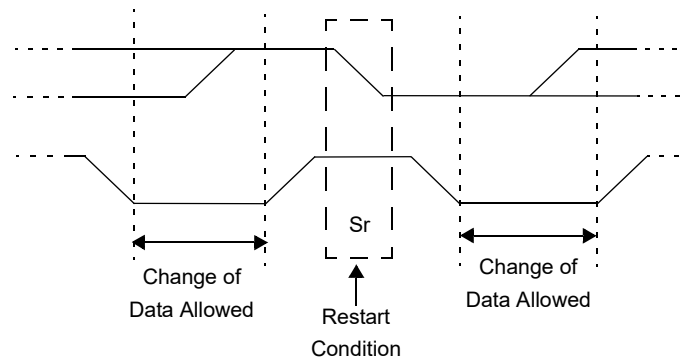 Sr
Change of
Data Allowed
Restart
Condition
Change of
Data Allowed